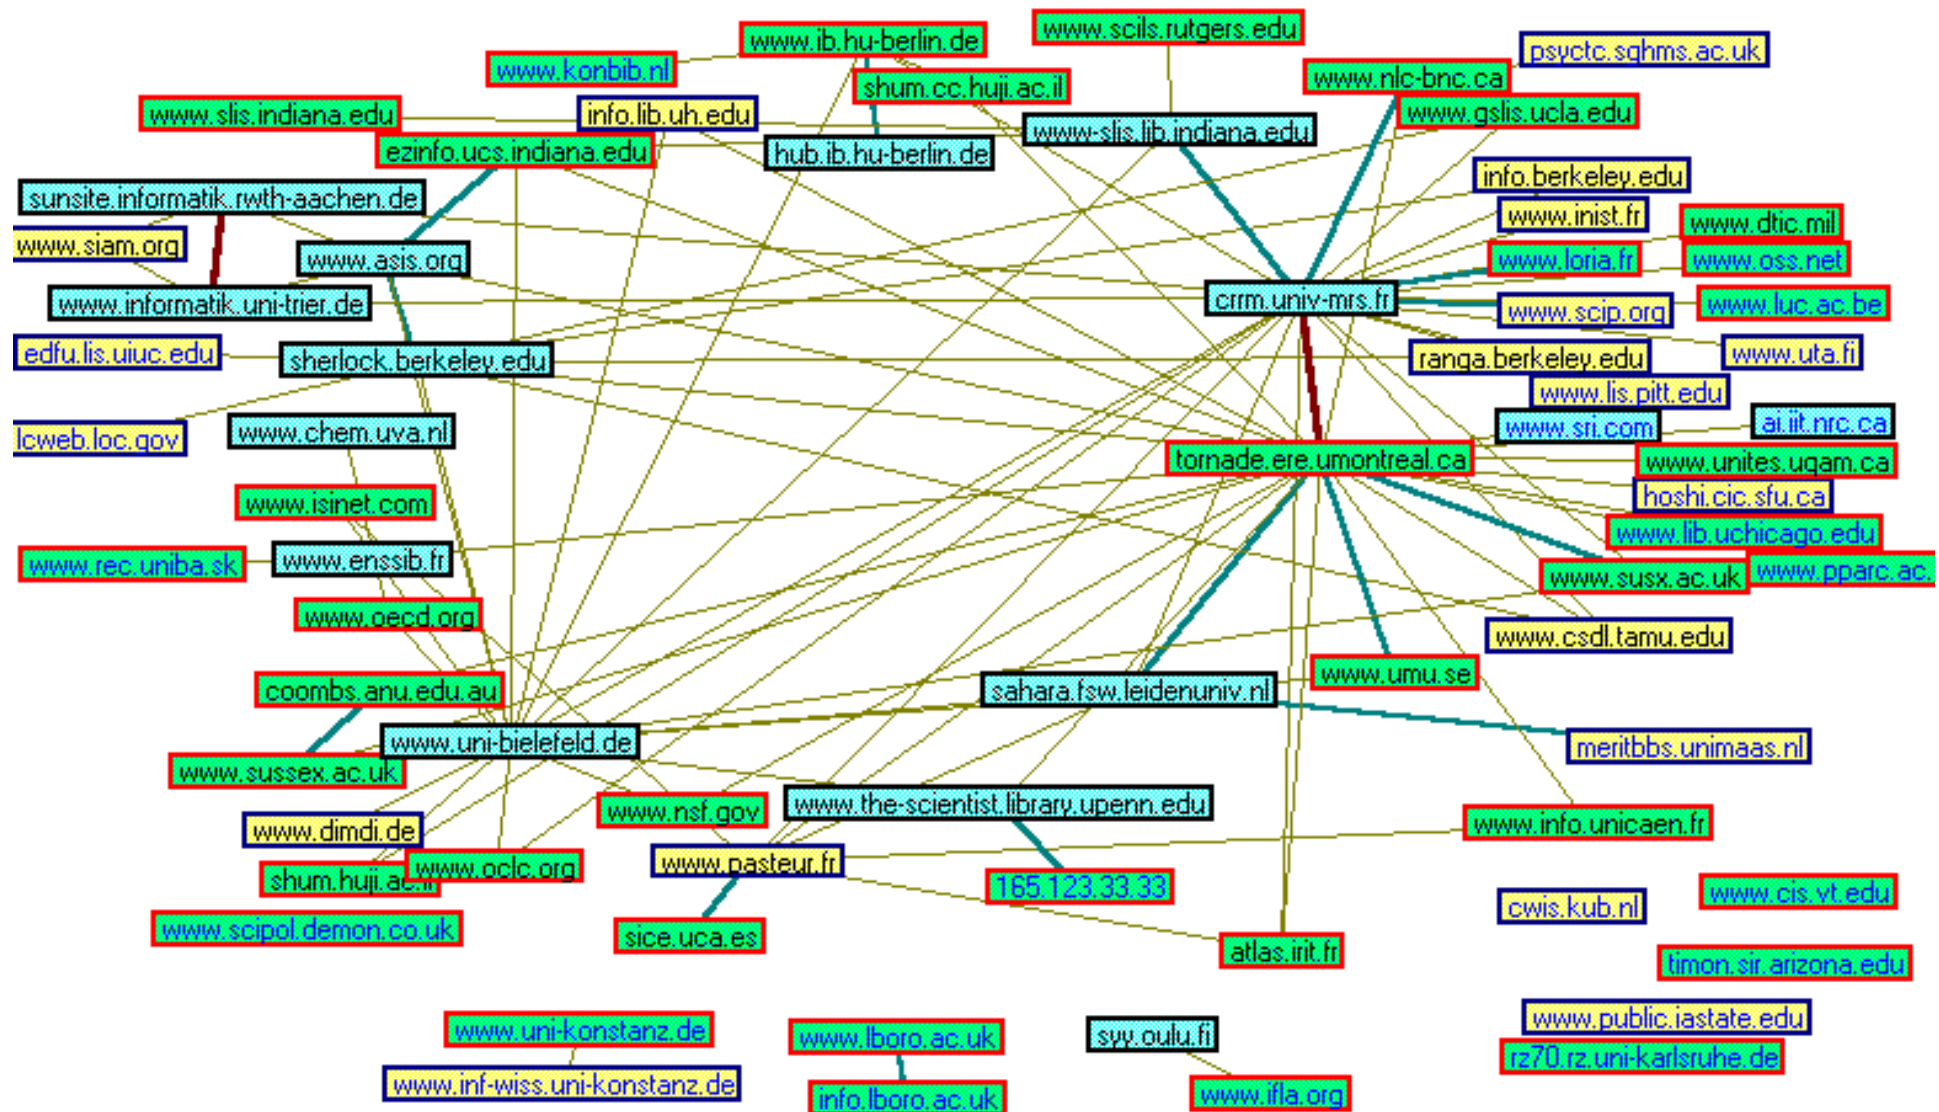 www.scils.rutgers.edu
www.ib.hu-berlin.de
psyctc.sghms.ac.uk
www.konbib.nl
www.nlc-bnc.ca
shum.cc.huji.ac.il
www.slis.indiana.edu
info.lib.uh.edu
www.gslis.ucla.edu
www-slis.lib.indiana.edu
ezinfo.ucs.indiana.edu
hub.ib.hu-berlin.de
info.berkeley.edu
sunsite.informatik.rwth-aachen.de
www.inist.fr
www.dtic.mil
www.siam.org
www.asis.org
www.loria.fr
www.oss.net
www.informatik.uni-trier.de
crrm.univ-mrs.fr
www.scip.org
www.luc.ac.be
edfu.lis.uiuc.edu
sherlock.berkeley.edu
ranga.berkeley.edu
www.uta.fi
www.lis.pitt.edu
lcweb.loc.gov
www.chem.uva.nl
www.sri.com
ai.iit.nrc.ca
tornade.ere.umontreal.ca
www.unites.uqam.ca
www.isinet.com
hoshi.cic.sfu.ca
www.lib.uchicago.edu
www.rec.uniba.sk
www.enssib.fr
www.susx.ac.uk
www.pparc.ac.
www.oecd.org
www.csdl.tamu.edu
coombs.anu.edu.au
sahara.fsw.leidenuniv.nl
www.umu.se
www.uni-bielefeld.de
meritbbs.unimaas.nl
www.sussex.ac.uk
www.nsf.gov
www.the-scientist.library.upenn.edu
www.dimdi.de
www.info.unicaen.fr
www.pasteur.fr
www.oclc.org
shum.huji.ac.il
165.123.33.33
www.cis.vt.edu
cwis.kub.nl
www.scipol.demon.co.uk
sice.uca.es
atlas.irit.fr
timon.sir.arizona.edu
www.public.iastate.edu
www.uni-konstanz.de
www.lboro.ac.uk
syy.oulu.fi
rz70.rz.uni-karlsruhe.de
www.inf-wiss.uni-konstanz.de
info.lboro.ac.uk
www.ifla.org